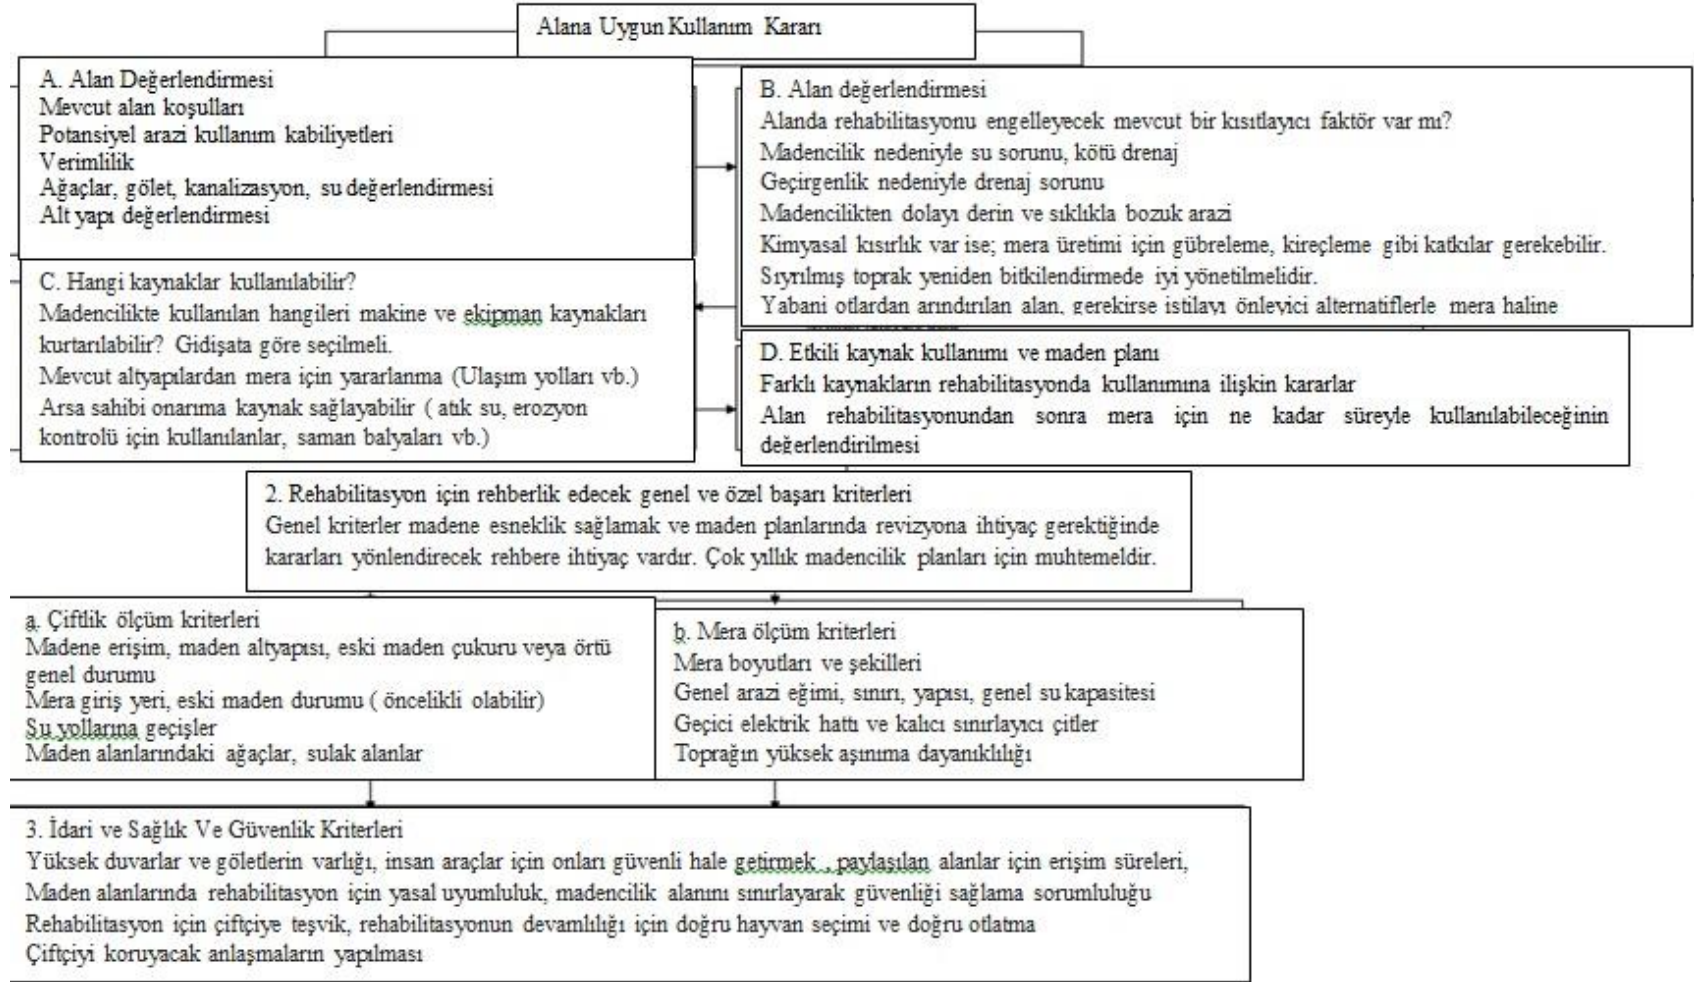 Alana Uygun Kullanım Kararı
A. Alan Değerlendirmesi
Mevcut alan koşulları
Potansiyel arazi kullanım kabiliyetleri
Verimlilik
Ağaçlar, gölet, kanalizasyon, su değerlendirmesi
Alt yapı değerlendirmesi
B. Alan değerlendirmesi
Alanda rehabilitasyonu engelleyecek mevcut bir kısıtlayıcı faktör var mı?
Madencilik nedeniyle su sorunu, kötü drenaj
Geçirgenlik nedeniyle drenaj sorunu
Madencilikten dolayı derin ve sıklıkla bozuk arazi
Kimyasal kısırlık var ise; mera üretimi için gübreleme, kireçleme gibi katkılar gerekebilir.
Sıyrılmış toprak yeniden bitkilendirmede iyi yönetilmelidir.
Yabani otlardan arındırılan alan, gerekirse istilayı önleyici alternatiflerle mera haline
C. Hangi kaynaklar kullanılabilir?
Madencilikte kullanılan hangileri makine ve ekipman kaynakları
kurtarılabilir? Gidişata göre seçilmeli.
Mevcut altyapılardan mera için yararlanma (Ulaşım yolları vb.)
Arsa sahibi onarıma kaynak sağlayabilir ( atık su, erozyon
kontrolü için kullanılanlar, saman balyaları vb.)
D. Etkili kaynak kullanımı ve maden planı
Farklı kaynakların rehabilitasyonda kullanımına ilişkin kararlar
Alan rehabilitasyonundan sonra mera için ne kadar süreyle kullanılabileceğinin
değerlendirilmesi
2. Rehabilitasyon için rehberlik edecek genel ve özel başarı kriterleri
Genel kriterler madene esneklik sağlamak ve maden planlarında revizyona ihtiyaç gerektiğinde
kararları yönlendirecek rehbere ihtiyaç vardır. Çok yıllık madencilik planları için muhtemeldir.
a. Çiftlik ölçüm kriterleri
Madene erişim, maden altyapısı, eski maden çukuru veya örtü
genel durumu
Mera giriş yeri, eski maden durumu ( öncelikli olabilir)
Su yollarına geçişler
Maden alanlarındaki ağaçlar, sulak alanlar
b. Mera ölçüm kriterleri
Mera boyutları ve şekilleri
Genel arazi eğimi, sınırı, yapısı, genel su kapasitesi
Geçici elektrik hattı ve kalıcı sınırlayıcı çitler
Toprağın yüksek aşınıma dayanıklılığı
3. İdari ve Sağlık Ve Güvenlik Kriterleri
Yüksek duvarlar ve göletlerin varlığı, insan araçlar için onları güvenli hale getirmek , paylaşılan alanlar için erişim süreleri,
Maden alanlarında rehabilitasyon için yasal uyumluluk, madencilik alanını sınırlayarak güvenliği sağlama sorumluluğu
Rehabilitasyon için çiftçiye teşvik, rehabilitasyonun devamlılığı için doğru hayvan seçimi ve doğru otlatma
Çiftçiyi koruyacak anlaşmaların yapılması